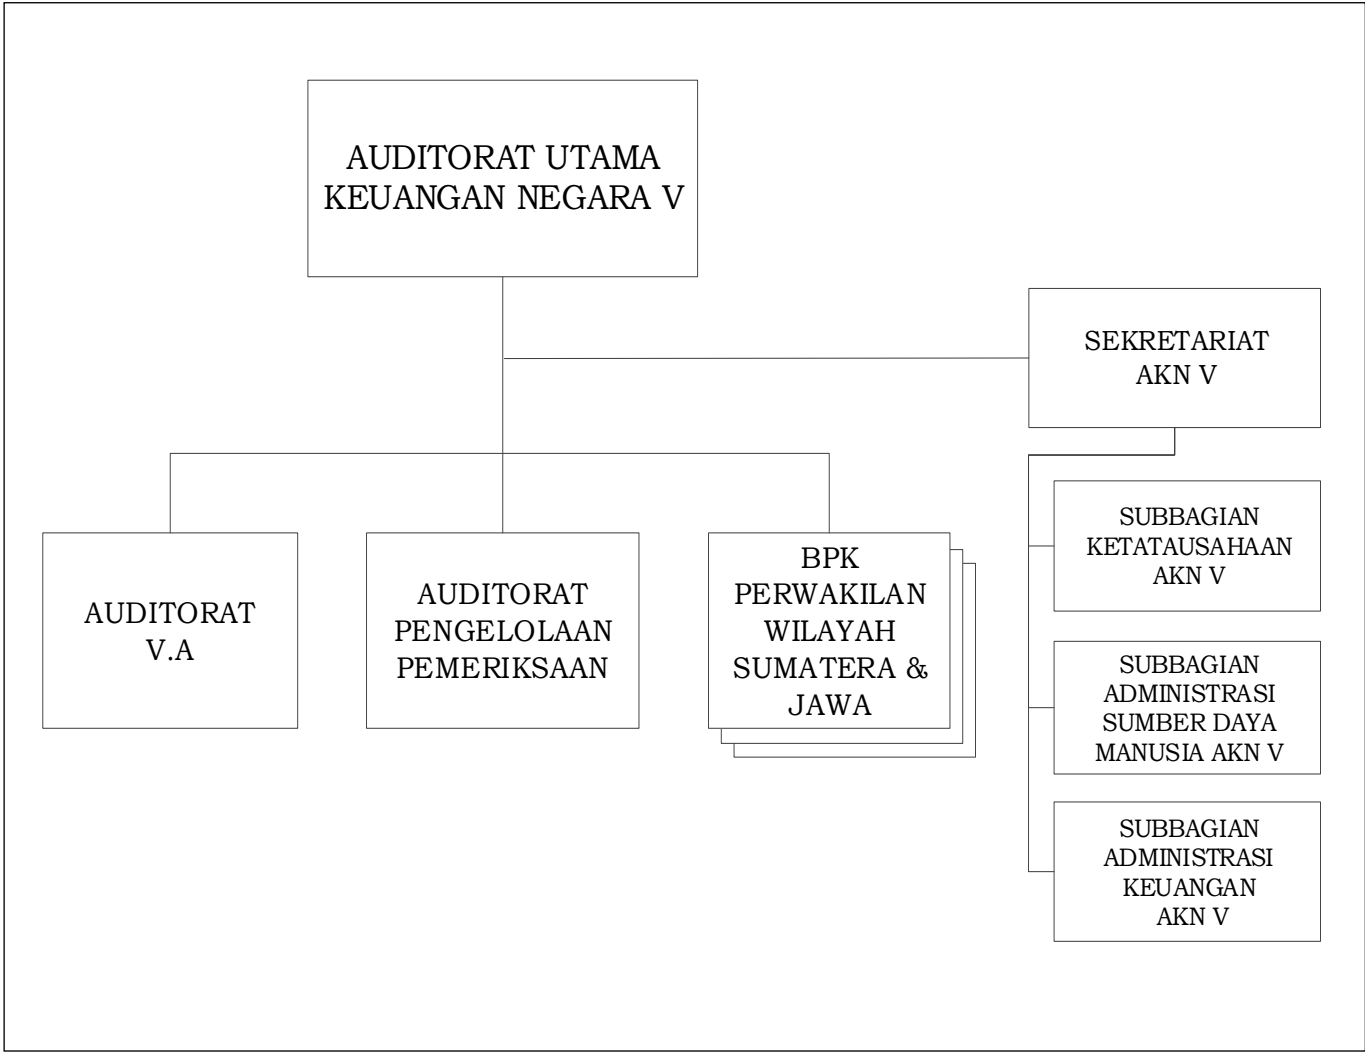 AUDITORAT UTAMA
KEUANGAN NEGARA V
SEKRETARIAT
AKN V
AUDITORAT
V.A
AUDITORAT
PENGELOLAAN
PEMERIKSAAN
BPK
PERWAKILAN
WILAYAH
SUMATERA &
JAWA
SUBBAGIAN
KETATAUSAHAAN
AKN V
SUBBAGIAN
ADMINISTRASI
SUMBER DAYA
MANUSIA AKN V
SUBBAGIAN
ADMINISTRASI
KEUANGAN
AKN V